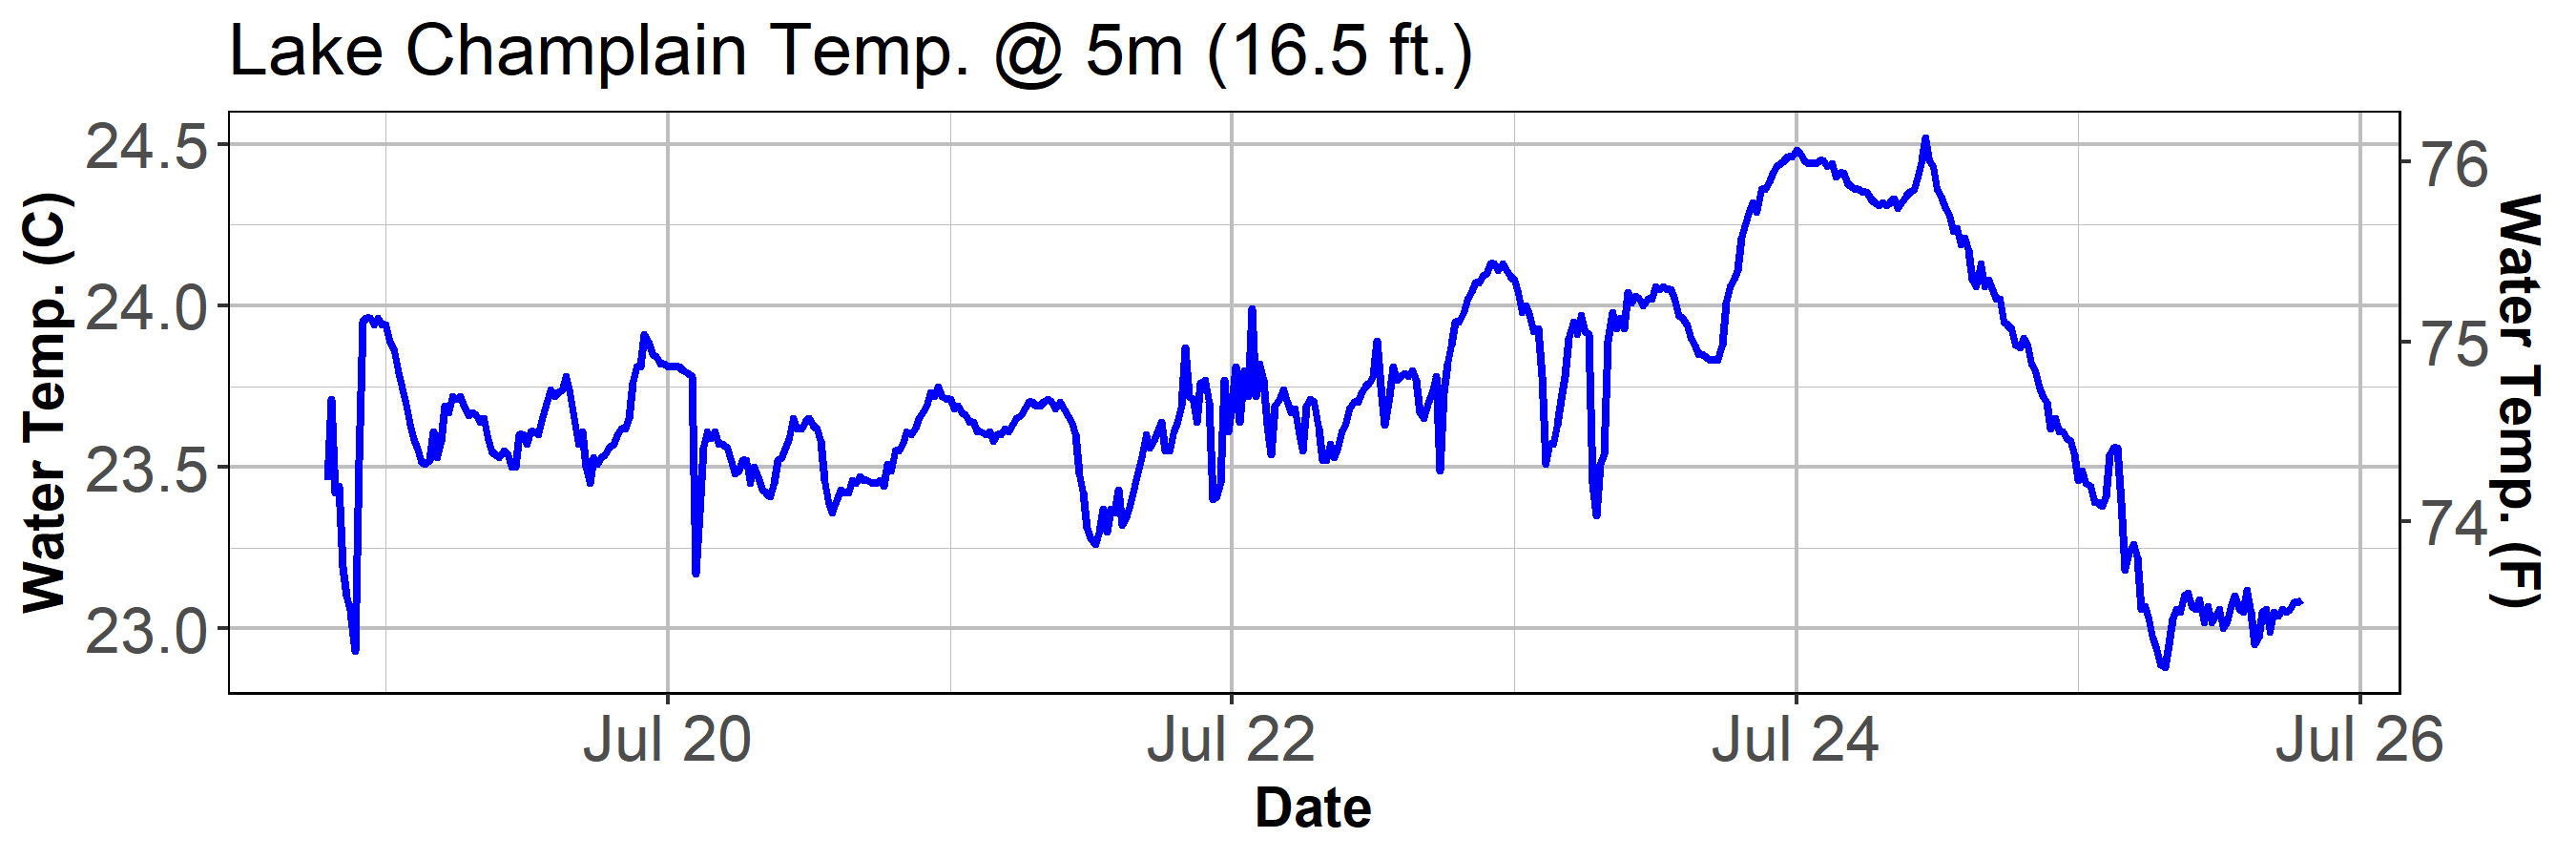 Lake Champlain Temp. @ 5m (16.5 ft.)
Water Temp. (C)
24.5
24.0
23.5
23.0
76
75
74
Water Temp. (F)
Jul 20
Jul 22
Jul 24
Jul 26
Date